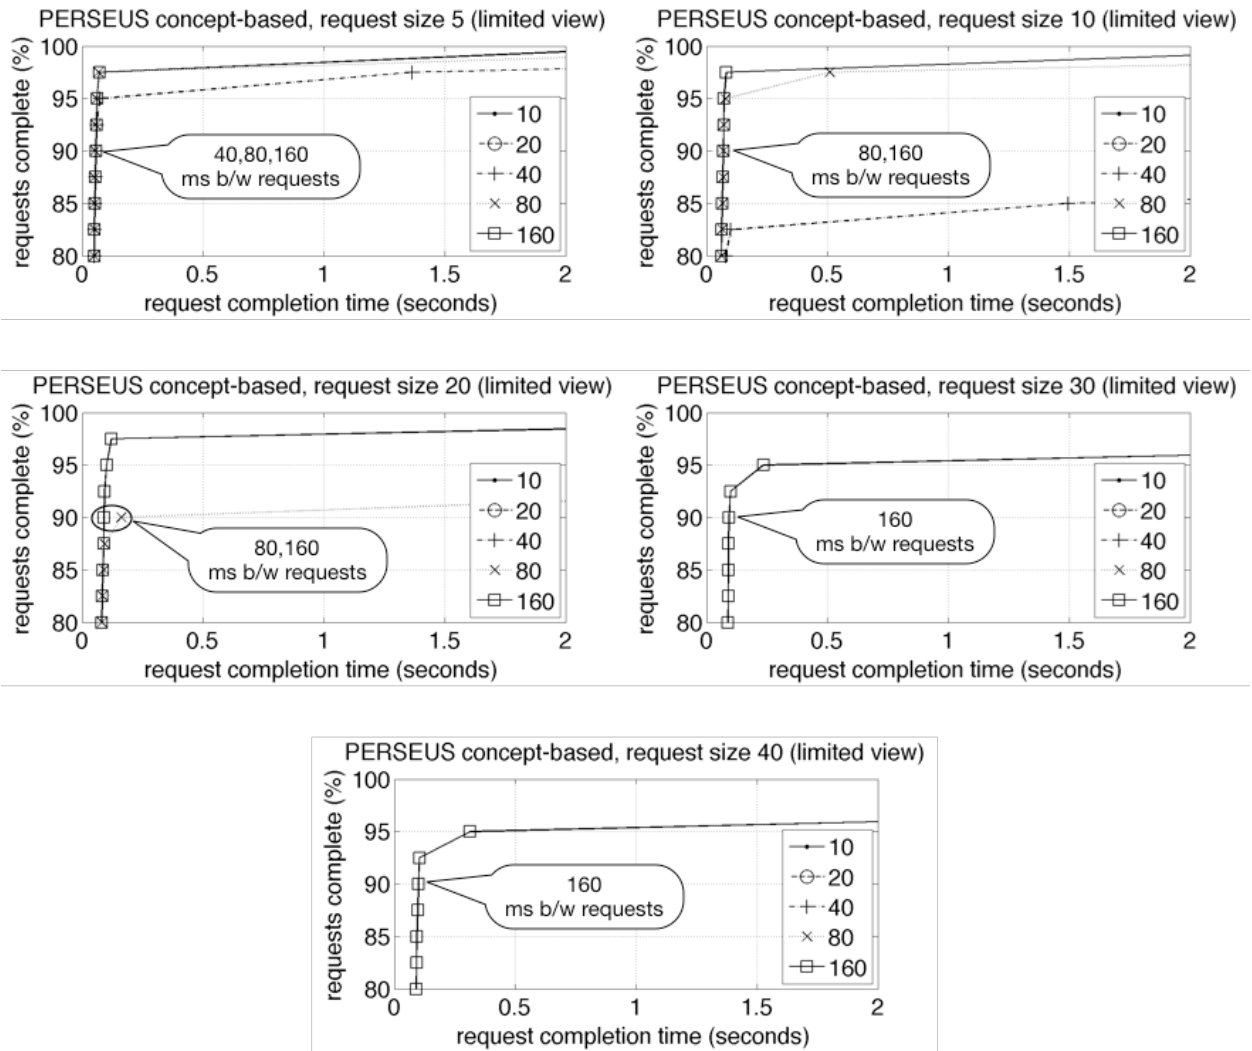 PERSEUS concept-based, request size 5 (limited view)
requests complete (%)
100
95
90
85
80
40,80,160
ms b/w requests
10
20
40
80
160
0 0.5 1 1.5 2
request completion time (seconds)
PERSEUS concept-based, request size 10 (limited view)
requests complete (%)
100
95
90
85
80
80,160
ms b/w requests
10
20
40
80
160
0 0.5 1 1.5 2
request completion time (seconds)
PERSEUS concept-based, request size 20 (limited view)
requests complete (%)
100
95
90
85
80
80,160
ms b/w requests
10
20
40
80
160
0 0.5 1 1.5 2
request completion time (seconds)
PERSEUS concept-based, request size 30 (limited view)
requests complete (%)
100
95
90
85
80
160
ms b/w requests
10
20
40
80
160
0 0.5 1 1.5 2
request completion time (seconds)
PERSEUS concept-based, request size 40 (limited view)
requests complete (%)
100
95
90
85
80
160
ms b/w requests
10
20
40
80
160
0 0.5 1 1.5 2
request completion time (seconds)